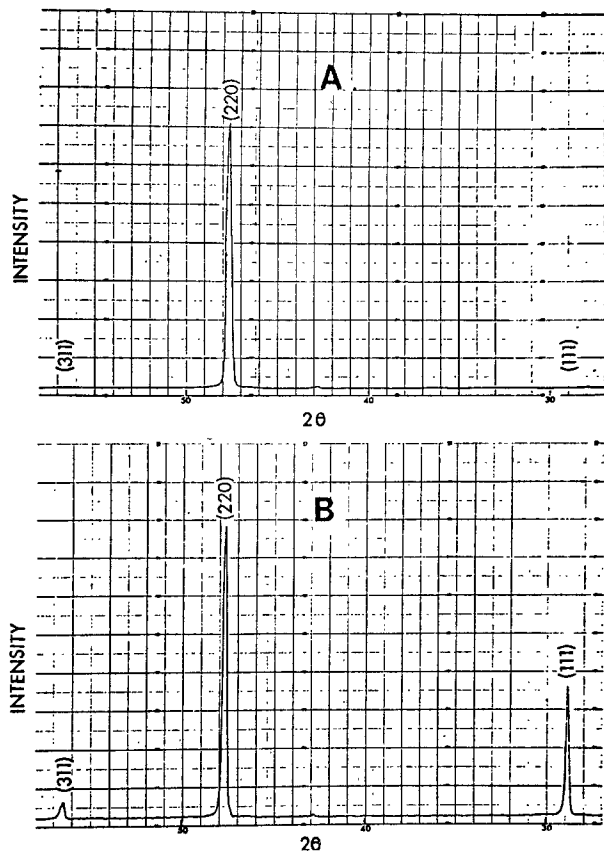 A
(220)
INTENSITY
(311)
(111)
50
40
30
2θ
B
(220)
(111)
INTENSITY
(311)
50
40
30
2θ